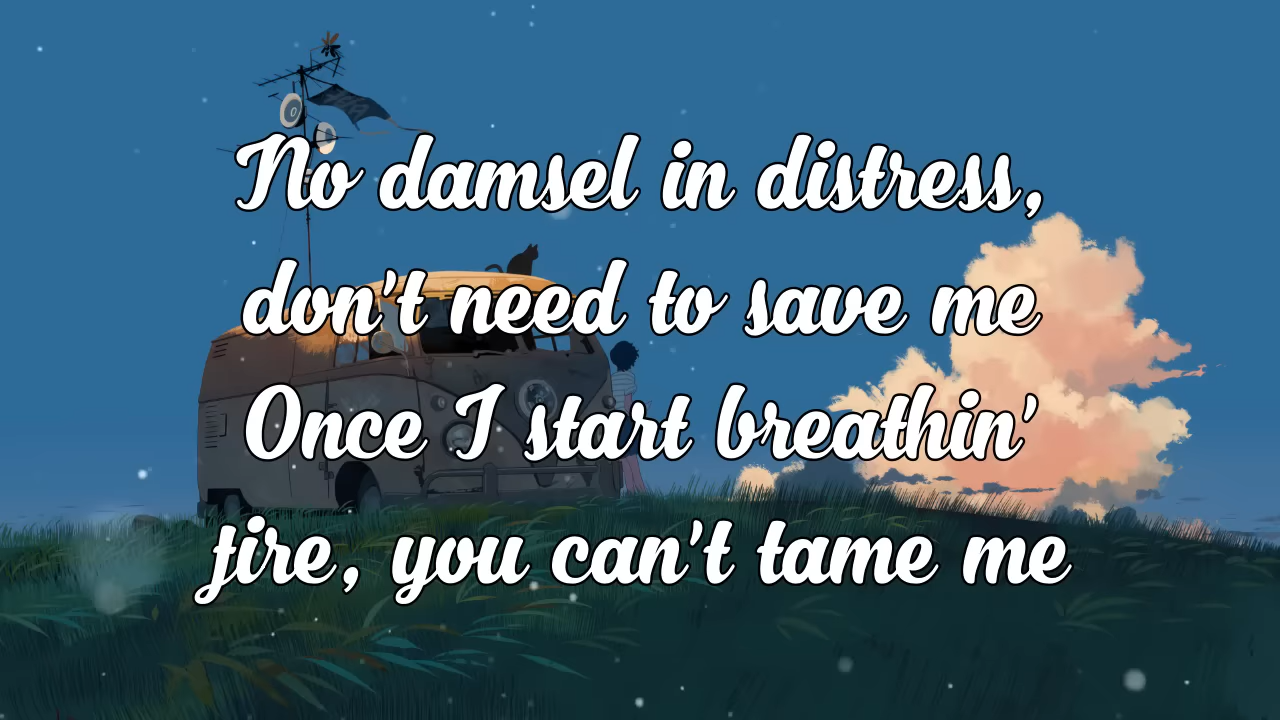 No damsel in distress,
don't need to save me
Once I start breathin'
fire, you can't tame me